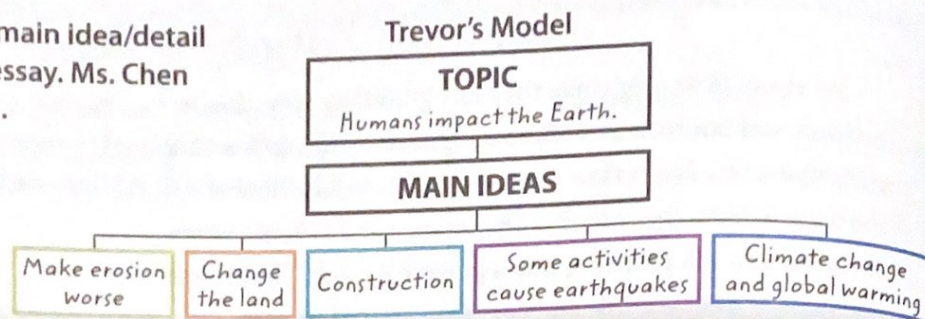 main idea/detail
essay. Ms. Chen
.
Trevor's Model
TOPIC
Humans impact the Earth.
MAIN IDEAS
Make erosion
worse
Change
the land
Construction
Some activities
cause earthquakes
Climate change
and global warming